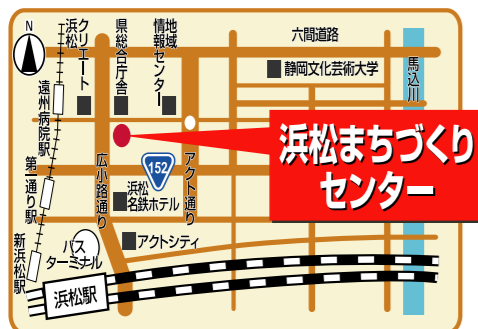 N
クリエート
浜松
県総合庁舎
地域
情報センター
六間道路
静岡文化芸術大学
馬込川
遠州病院駅
浜松まちづくり
センター
152
第一通り駅
広小路通り
アクト通り
浜松
名鉄ホテル
新浜松駅
バス
ターミナル
アクトシティ
浜松駅